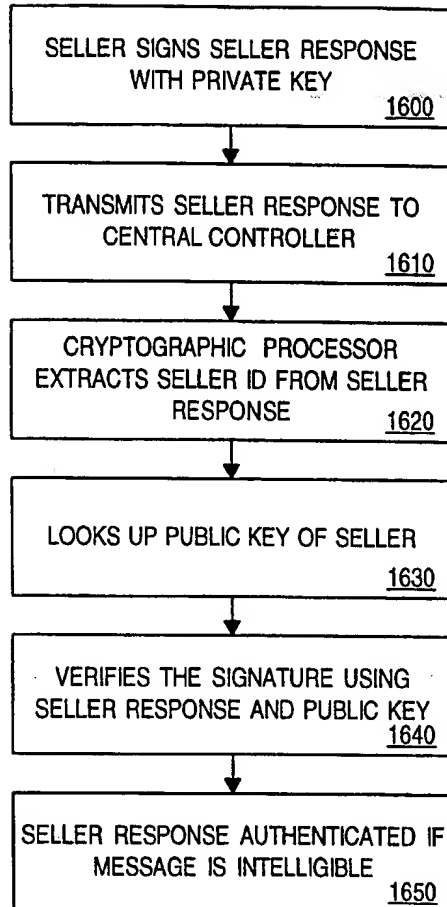 SELLER SIGNS SELLER RESPONSE
WITH PRIVATE KEY
1600
TRANSMITS SELLER RESPONSE TO
CENTRAL CONTROLLER
1610
CRYPTOGRAPHIC PROCESSOR
EXTRACTS SELLER ID FROM SELLER
RESPONSE
1620
LOOKS UP PUBLIC KEY OF SELLER
1630
VERIFIES THE SIGNATURE USING
SELLER RESPONSE AND PUBLIC KEY
1640
SELLER RESPONSE AUTHENTICATED IF
MESSAGE IS INTELLIGIBLE
1650